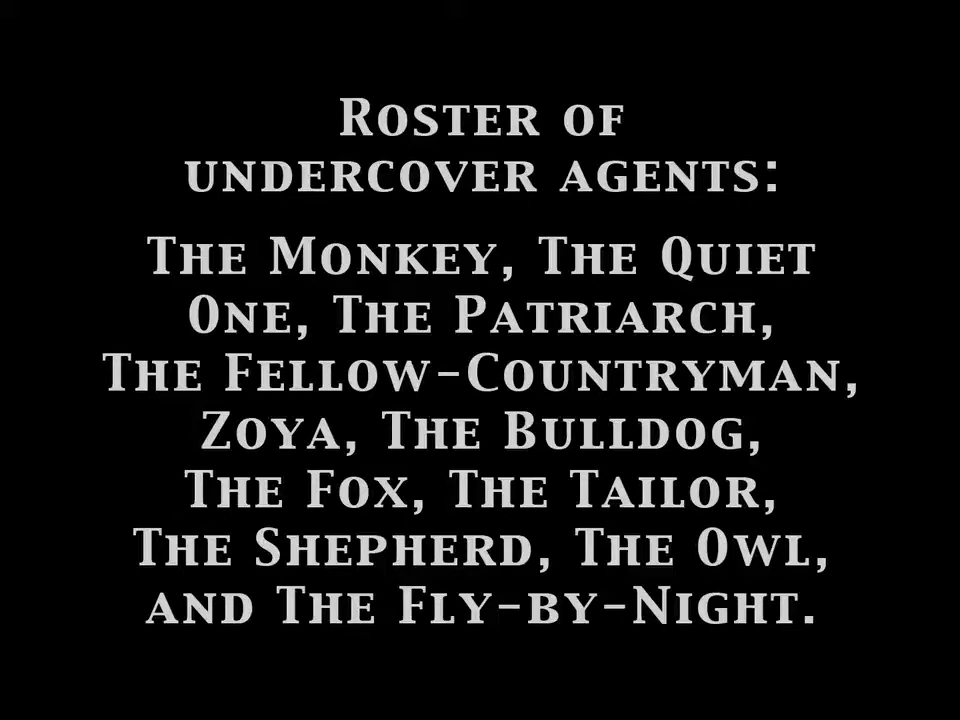 Roster of
undercover agents:
The Monkey, The Quiet
One, The Patriarch,
The Fellow-Countryman,
Zoya, The Bulldog,
The Fox, The Tailor,
The Shepherd, The Owl,
and The Fly-by-Night.